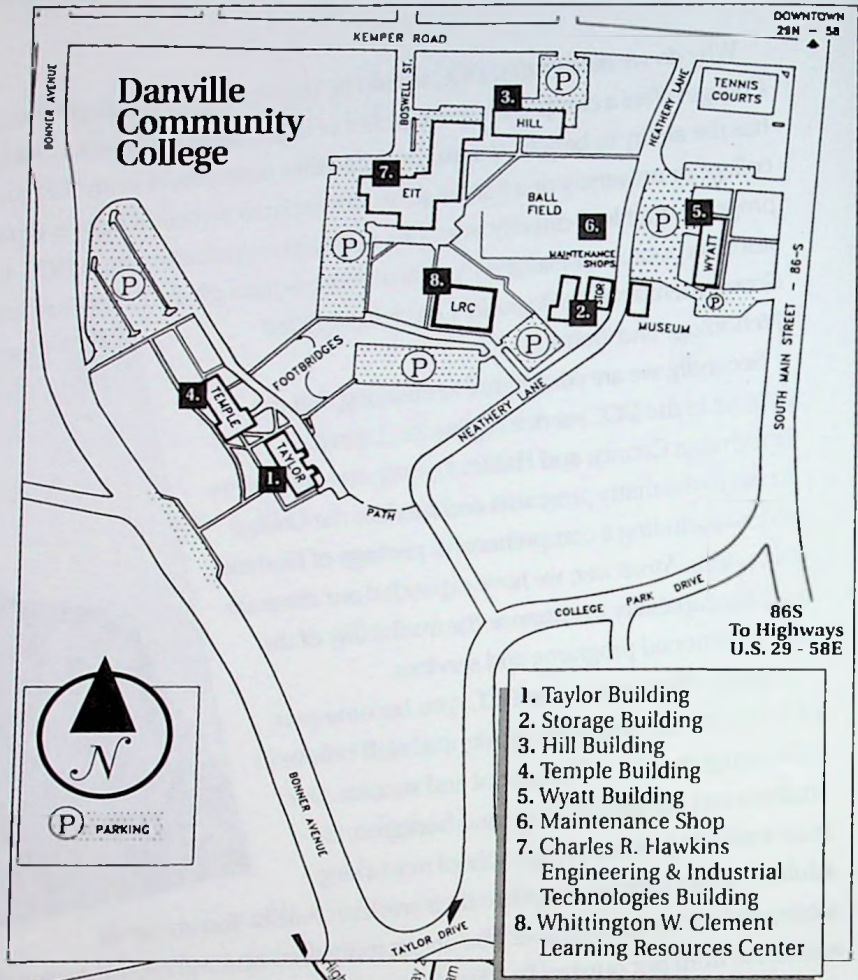 DOWNTOWN
29N - 58
KEMPER ROAD
BONNER AVENUE
Danville
Community
College
BOSWELL ST.
3.
HILL
P
NEATHERY LANE
TENNIS
COURTS
7.
EIT
BALL
FIELD
6.
MAINTENANCE
SHOPS
P
5.
WYATT
P
P
P
8.
LRC
2.
STOR
MUSEUM
P
SOUTH MAIN STREET - 86-S
FOOTBRIDGES
P
NEATHERY LANE
4.
TEMPLE
1.
TAYLOR
PATH
COLLEGE PARK DRIVE
86S
To Highways
U.S. 29 - 58E
N
P PARKING
BONNER AVENUE
TAYLOR DRIVE
1. Taylor Building
2. Storage Building
3. Hill Building
4. Temple Building
5. Wyatt Building
6. Maintenance Shop
7. Charles R. Hawkins
Engineering & Industrial
Technologies Building
8. Whittington W. Clement
Learning Resources Center